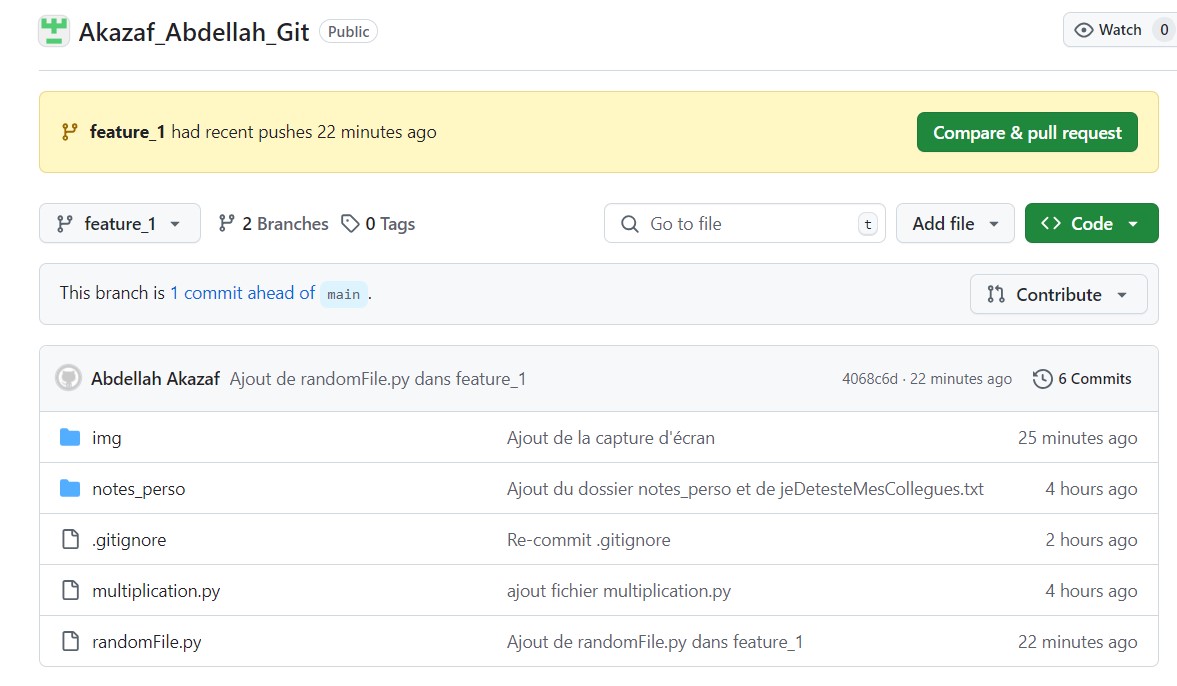 Akazaf_Abdellah_Git Public Watch 0
feature_1 had recent pushes 22 minutes ago Compare & pull request
feature_1 2 Branches 0 Tags Go to file t Add file Code
This branch is 1 commit ahead of main . Contribute
Abdellah Akazaf Ajout de randomFile.py dans feature_1 4068c6d · 22 minutes ago 6 Commits
img Ajout de la capture d'écran 25 minutes ago
notes_perso Ajout du dossier notes_perso et de jeDetesteMesCollegues.txt 4 hours ago
.gitignore Re-commit .gitignore 2 hours ago
multiplication.py ajout fichier multiplication.py 4 hours ago
randomFile.py Ajout de randomFile.py dans feature_1 22 minutes ago